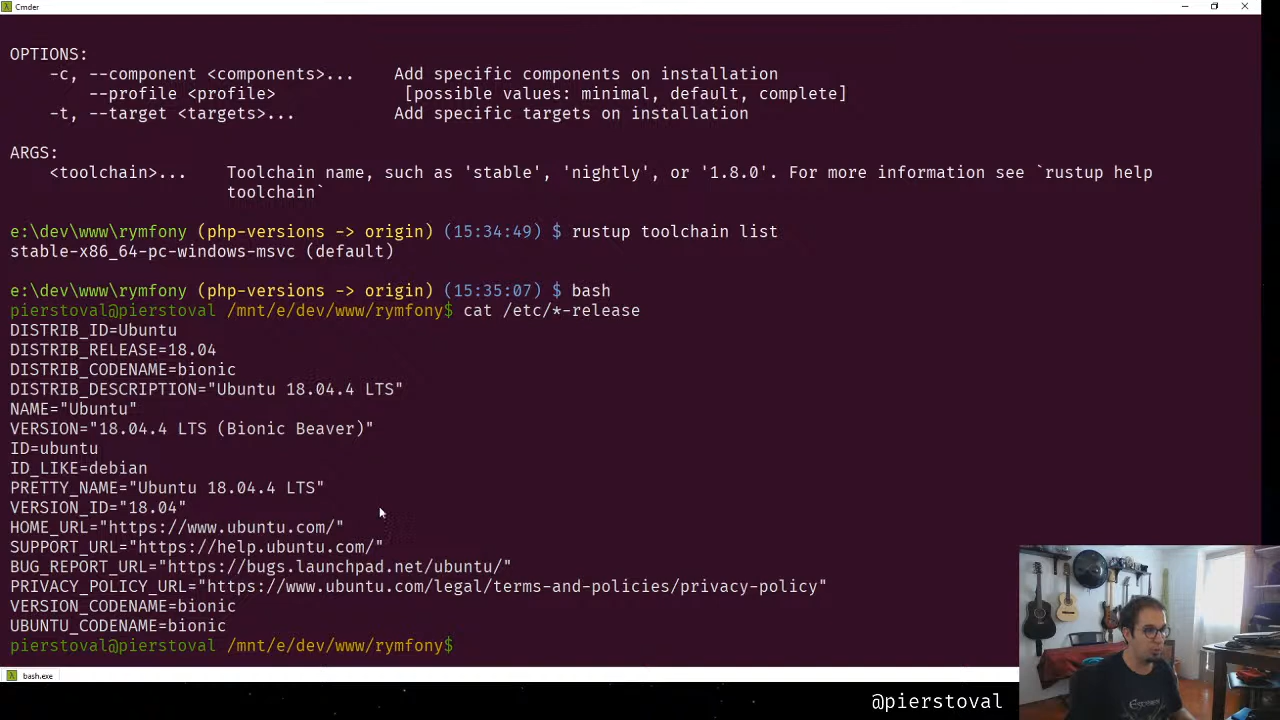 Cmder
OPTIONS:
-c, --component <components>... Add specific components on installation
--profile <profile> [possible values: minimal, default, complete]
-t, --target <targets>... Add specific targets on installation
ARGS:
<toolchain>... Toolchain name, such as 'stable', 'nightly', or '1.8.0'. For more information see `rustup help
toolchain`
e:\dev\www\rymfony (php-versions -> origin) (15:34:49) $ rustup toolchain list
stable-x86_64-pc-windows-msvc (default)
e:\dev\www\rymfony (php-versions -> origin) (15:35:07) $ bash
pierstoval@pierstoval /mnt/e/dev/www/rymfony$ cat /etc/*-release
DISTRIB_ID=Ubuntu
DISTRIB_RELEASE=18.04
DISTRIB_CODENAME=bionic
DISTRIB_DESCRIPTION="Ubuntu 18.04.4 LTS"
NAME="Ubuntu"
VERSION="18.04.4 LTS (Bionic Beaver)"
ID=ubuntu
ID_LIKE=debian
PRETTY_NAME="Ubuntu 18.04.4 LTS"
VERSION_ID="18.04"
HOME_URL="https://www.ubuntu.com/"
SUPPORT_URL="https://help.ubuntu.com/"
BUG_REPORT_URL="https://bugs.launchpad.net/ubuntu/"
PRIVACY_POLICY_URL="https://www.ubuntu.com/legal/terms-and-policies/privacy-policy"
VERSION_CODENAME=bionic
UBUNTU_CODENAME=bionic
pierstoval@pierstoval /mnt/e/dev/www/rymfony$
bash.exe
@pierstoval